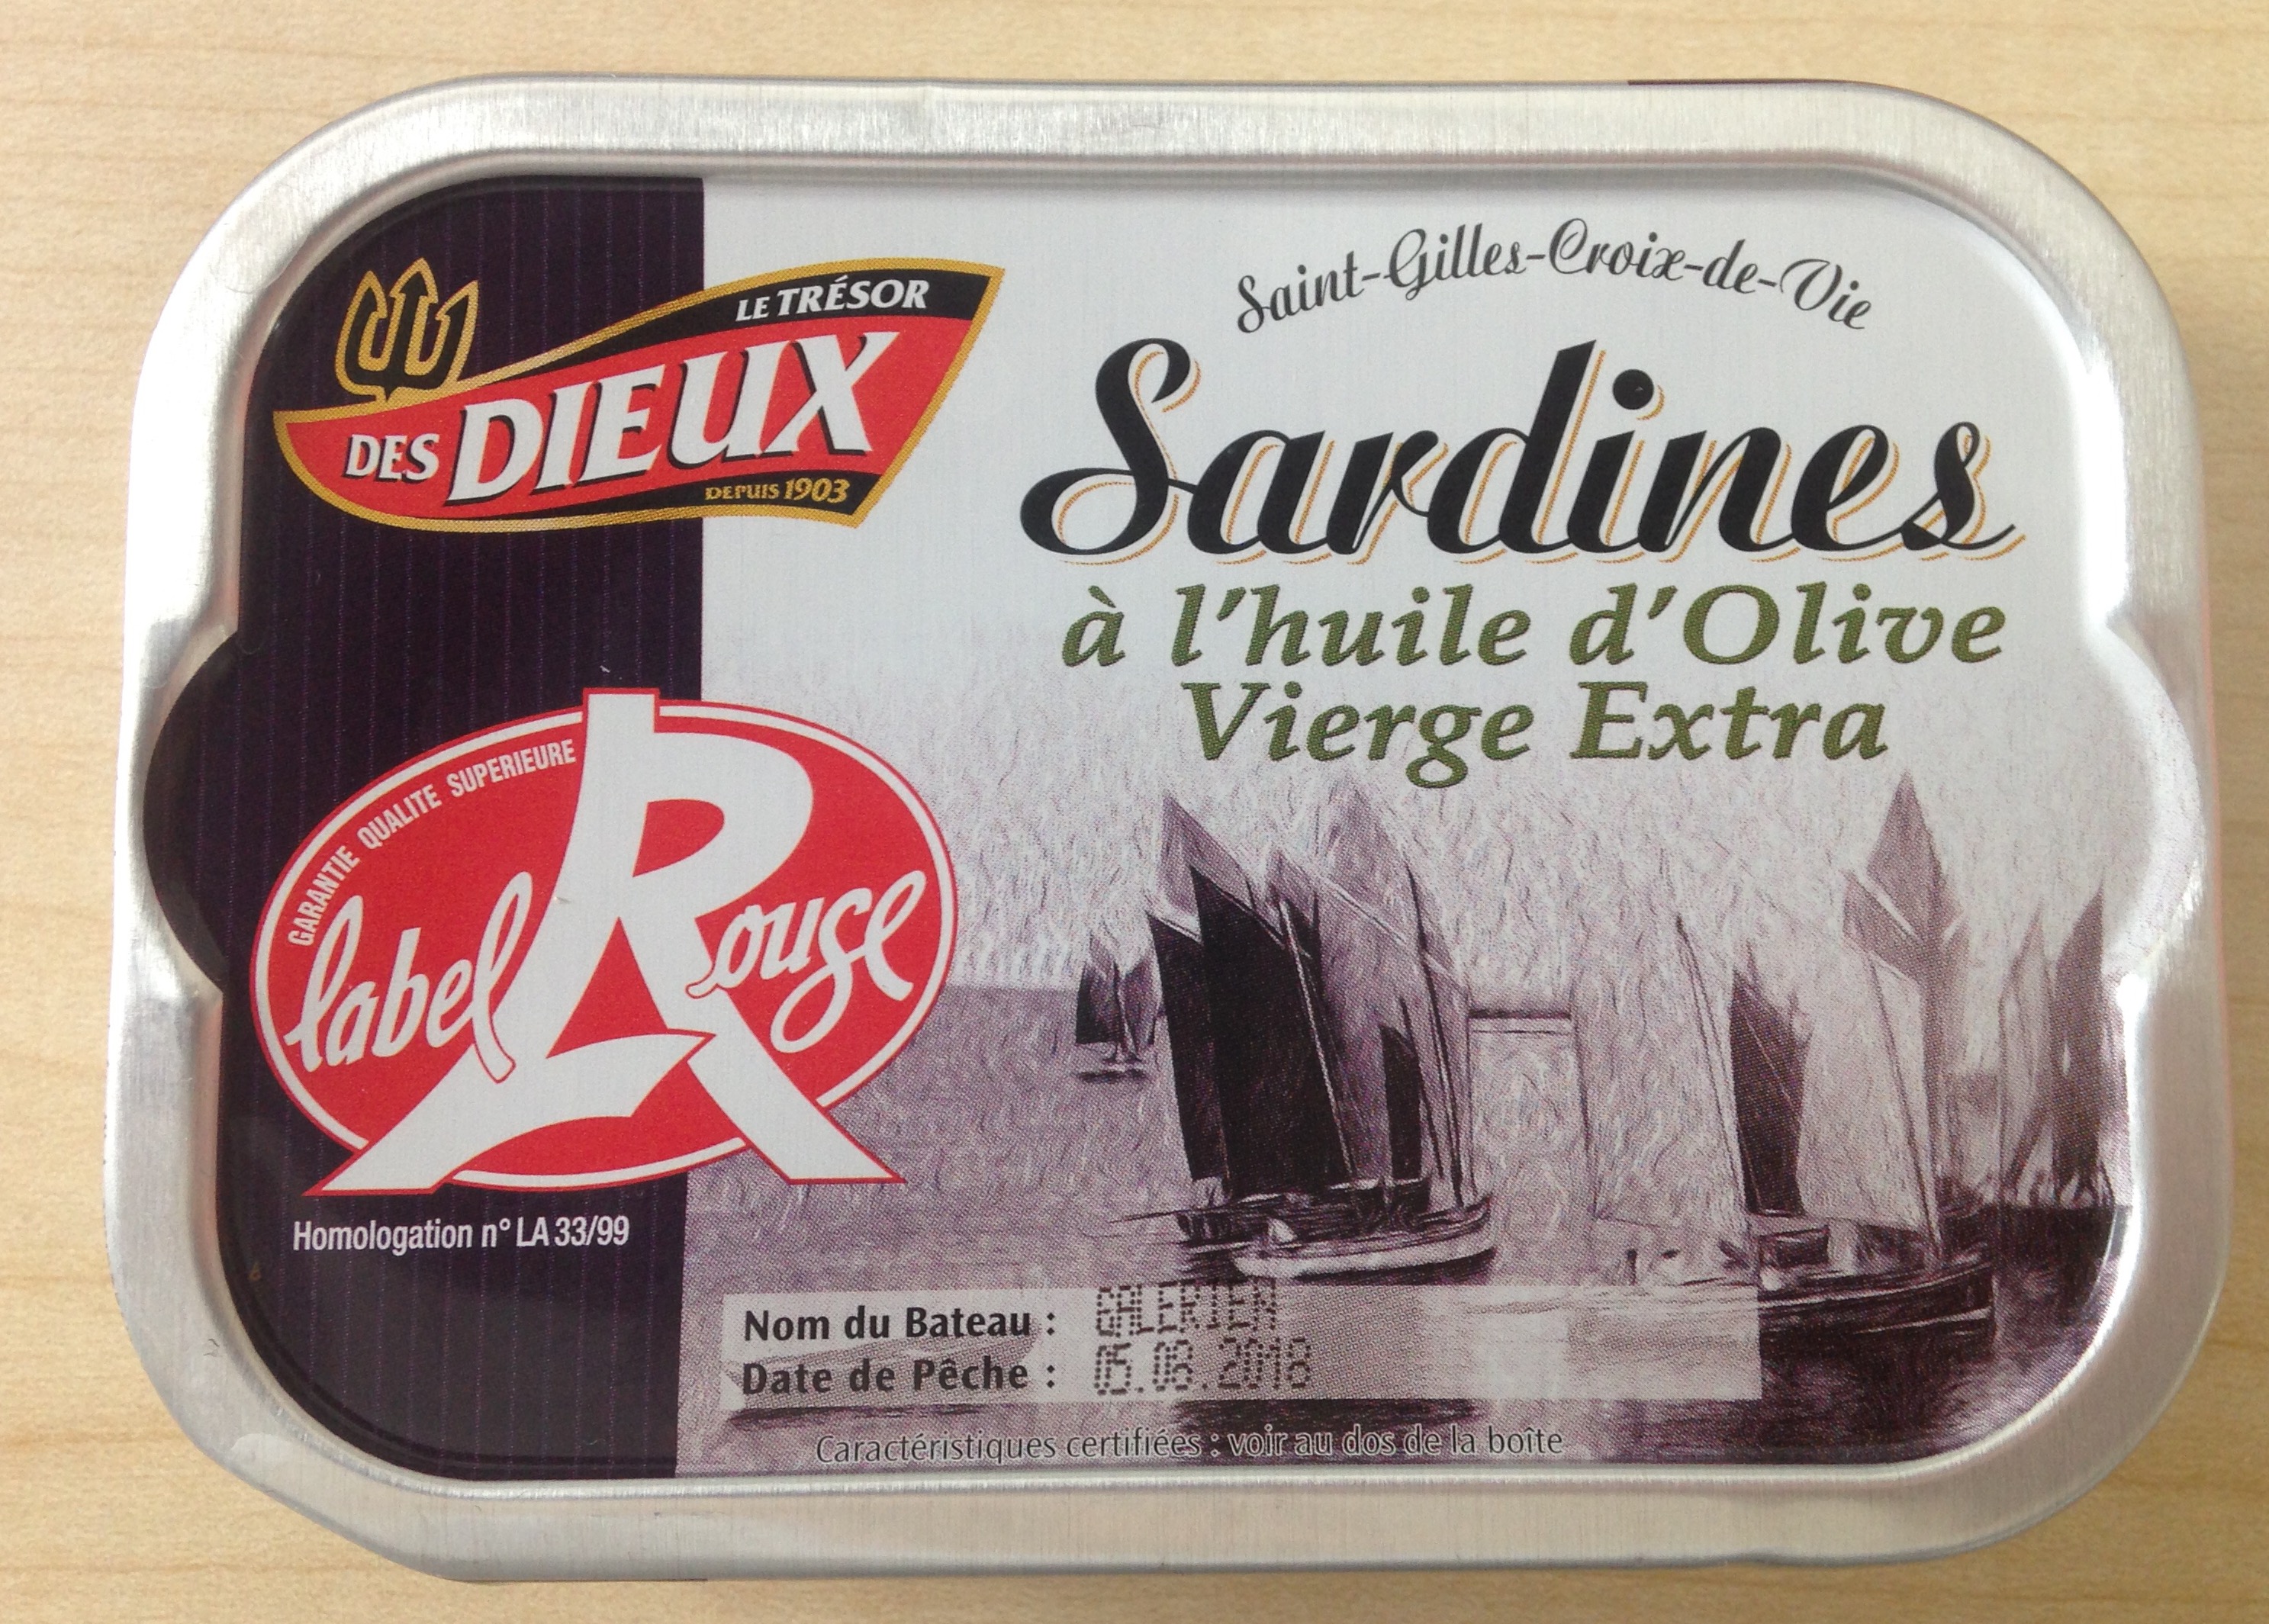 LE TRÉSOR
DES DIEUX
DEPUIS 1903
Saint-Gilles-Croix-de-Vie
Sardines
à l'huile d'Olive
Vierge Extra
GARANTIE QUALITE SUPERIEURE
label Rouge
Homologation n° LA 33/99
Nom du Bateau : GALERIEN
Date de Pêche : 05.08.2018
Caractéristiques certifiées : voir au dos de la boîte